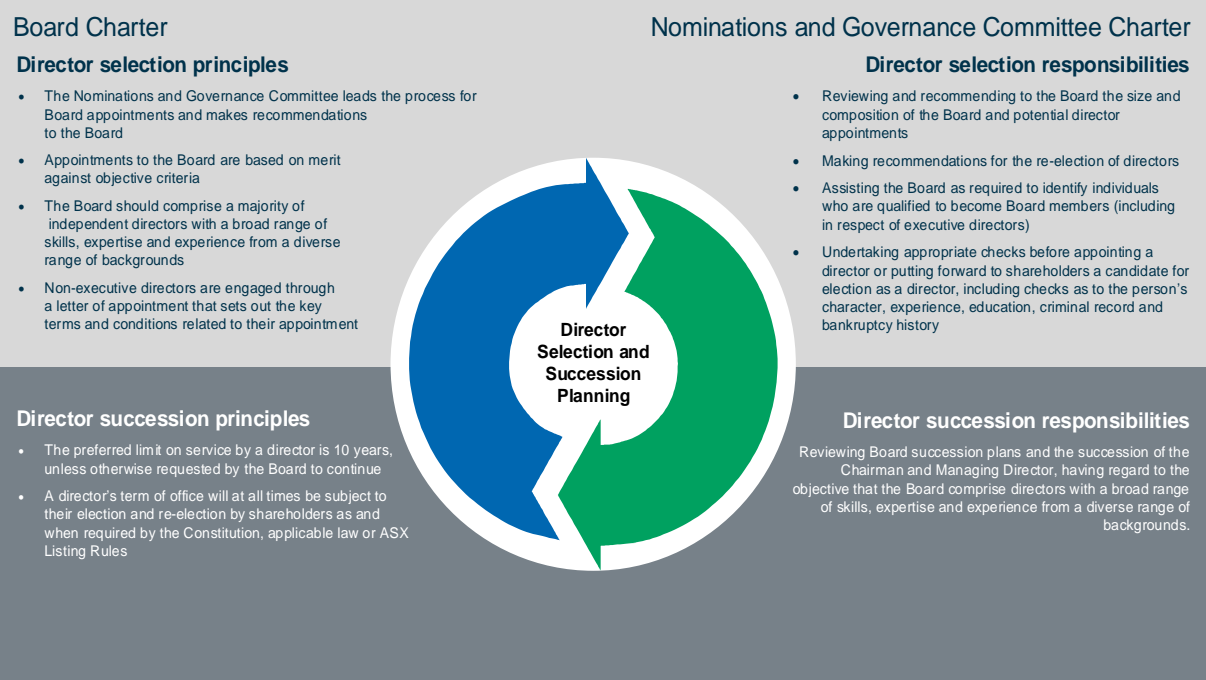 Board Charter
Director selection principles
• The Nominations and Governance Committee leads the process for
Board appointments and makes recommendations
to the Board
• Appointments to the Board are based on merit
against objective criteria
• The Board should comprise a majority of
independent directors with a broad range of
skills, expertise and experience from a diverse
range of backgrounds
• Non-executive directors are engaged through
a letter of appointment that sets out the key
terms and conditions related to their appointment
Nominations and Governance Committee Charter
Director selection responsibilities
• Reviewing and recommending to the Board the size and
composition of the Board and potential director
appointments
• Making recommendations for the re-election of directors
• Assisting the Board as required to identify individuals
who are qualified to become Board members (including
in respect of executive directors)
• Undertaking appropriate checks before appointing a
director or putting forward to shareholders a candidate for
election as a director, including checks as to the person’s
character, experience, education, criminal record and
bankruptcy history
Director
Selection and
Succession
Planning
Director succession principles
• The preferred limit on service by a director is 10 years,
unless otherwise requested by the Board to continue
• A director’s term of office will at all times be subject to
their election and re-election by shareholders as and
when required by the Constitution, applicable law or ASX
Listing Rules
Director succession responsibilities
Reviewing Board succession plans and the succession of the
Chairman and Managing Director, having regard to the
objective that the Board comprise directors with a broad range
of skills, expertise and experience from a diverse range of
backgrounds.